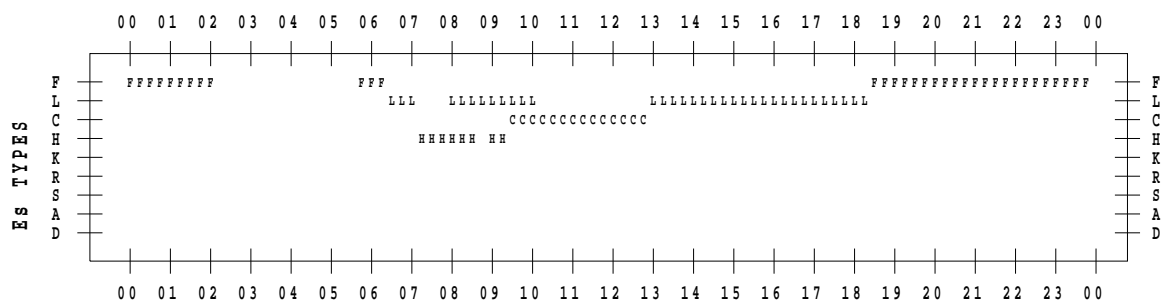 00 01 02 03 04 05 06 07 08 09 10 11 12 13 14 15 16 17 18 19 20 21 22 23 00
F FFFFFFFFF FFF FFFFFFFFFFFFFFFFFFFFFF F
L LLL LLLLLLLLL LLLLLLLLLLLLLLLLLLLLLL L
C CCCCCCCCCCCCCC C
H HHHHHH HH H
K K
R R
S S
A A
D D
Es TYPES
00 01 02 03 04 05 06 07 08 09 10 11 12 13 14 15 16 17 18 19 20 21 22 23 00